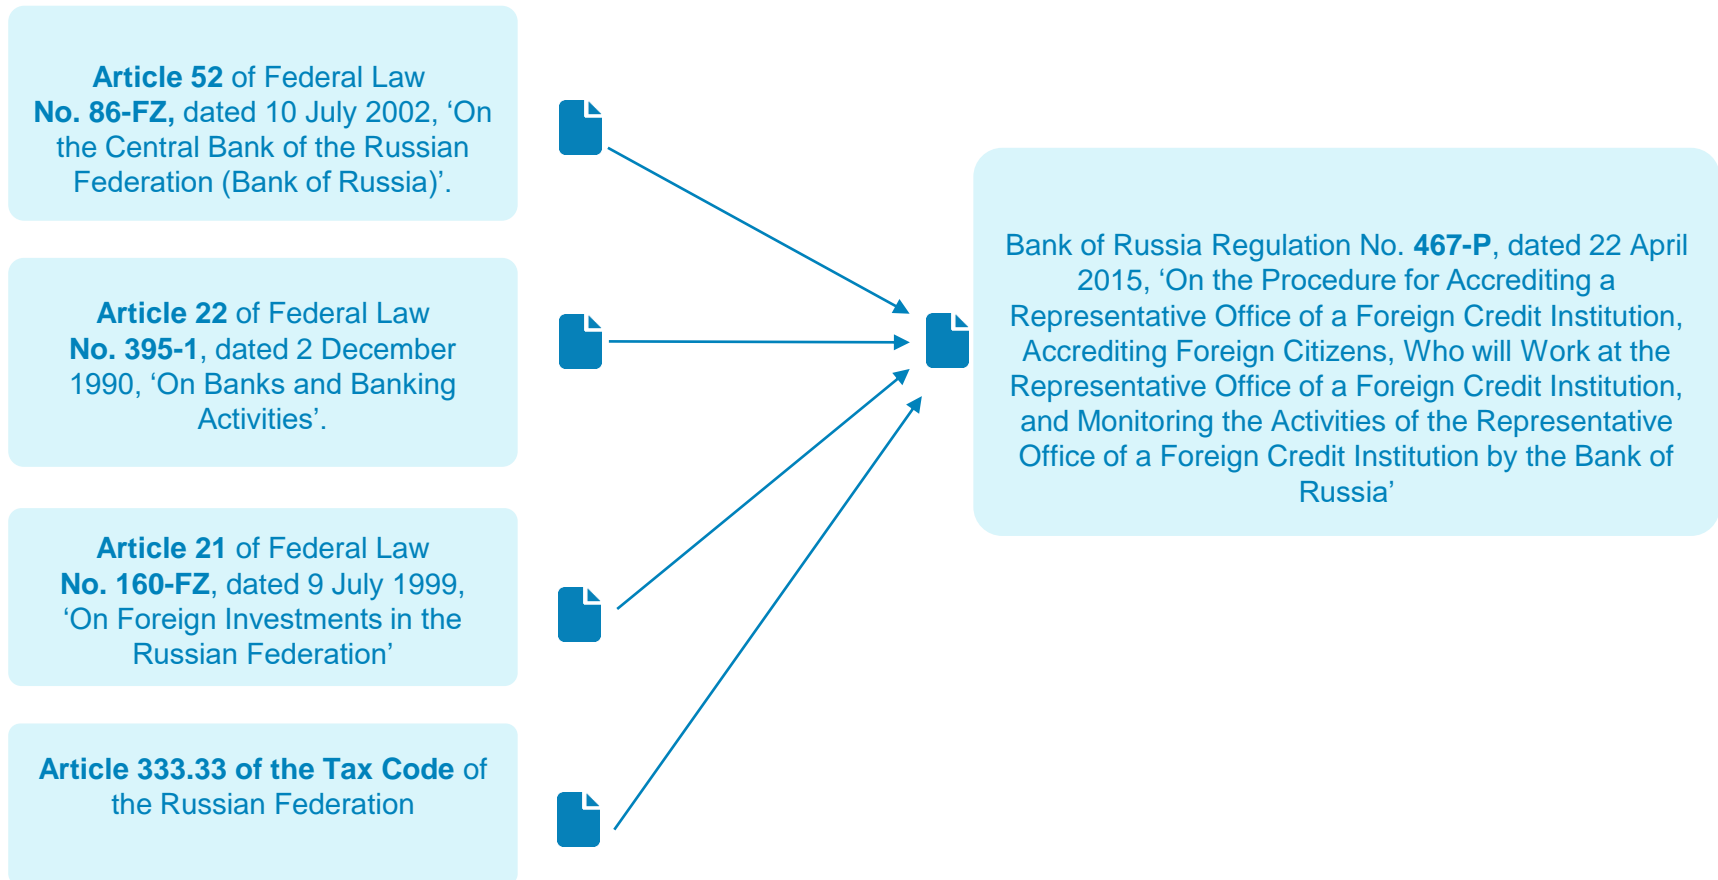 Article 52 of Federal Law
No. 86-FZ, dated 10 July 2002, ‘On
the Central Bank of the Russian
Federation (Bank of Russia)’.
Article 22 of Federal Law
No. 395-1, dated 2 December
1990, ‘On Banks and Banking
Activities’.
Article 21 of Federal Law
No. 160-FZ, dated 9 July 1999,
‘On Foreign Investments in the
Russian Federation’
Article 333.33 of the Tax Code of
the Russian Federation
Bank of Russia Regulation No. 467-P, dated 22 April
2015, ‘On the Procedure for Accrediting a
Representative Office of a Foreign Credit Institution,
Accrediting Foreign Citizens, Who will Work at the
Representative Office of a Foreign Credit Institution,
and Monitoring the Activities of the Representative
Office of a Foreign Credit Institution by the Bank of
Russia’